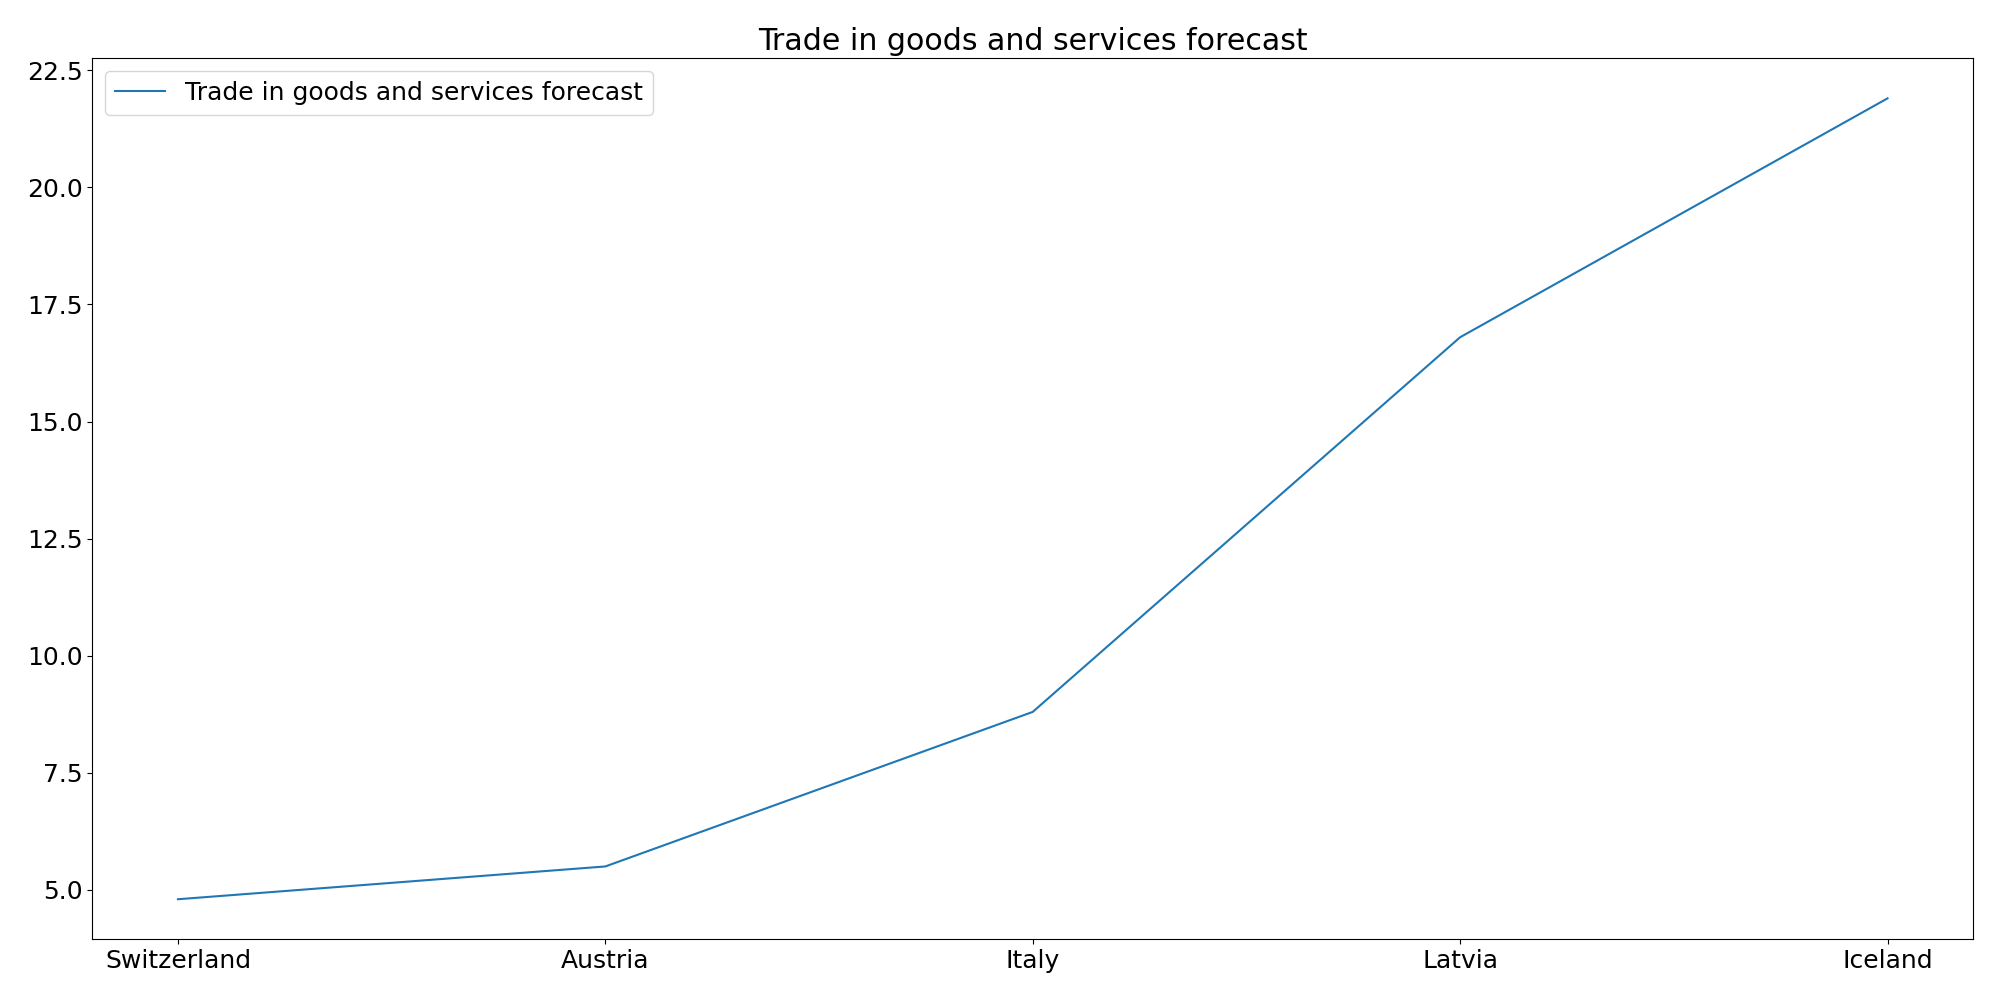 Trade in goods and services forecast
Trade in goods and services forecast
22.5
20.0
17.5
15.0
12.5
10.0
7.5
5.0
Switzerland Austria Italy Latvia Iceland